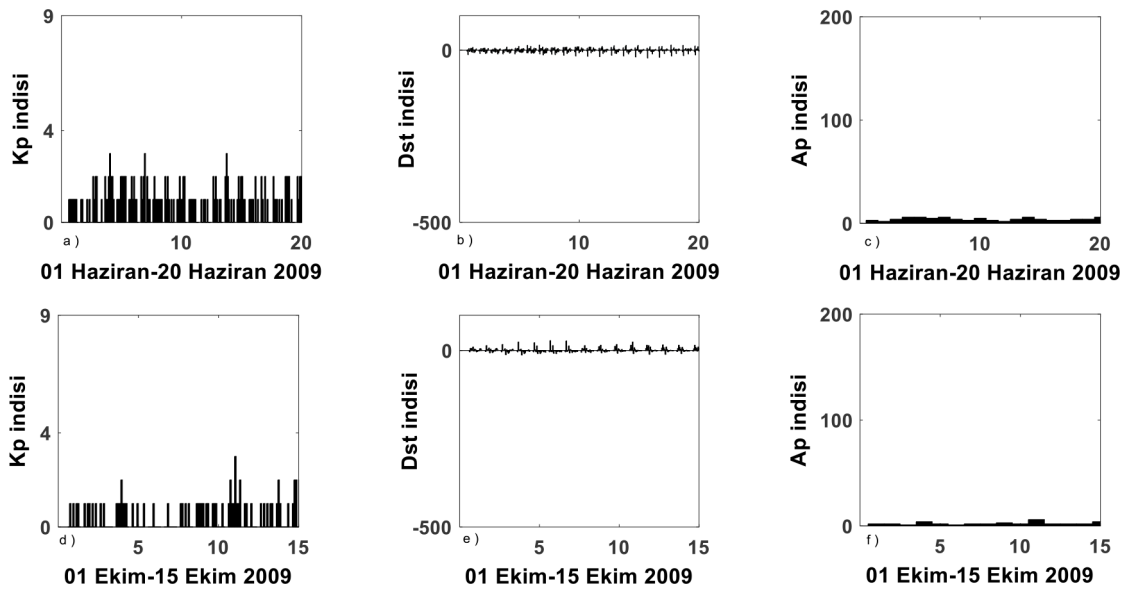 9
4
0
Kp indisi
10
20
a )
01 Haziran-20 Haziran 2009
0
-500
Dst indisi
10
20
b )
01 Haziran-20 Haziran 2009
200
100
0
Ap indisi
10
20
c )
01 Haziran-20 Haziran 2009
9
4
0
Kp indisi
5
10
15
d )
01 Ekim-15 Ekim 2009
0
-500
Dst indisi
5
10
15
e )
01 Ekim-15 Ekim 2009
200
100
0
Ap indisi
5
10
15
f )
01 Ekim-15 Ekim 2009